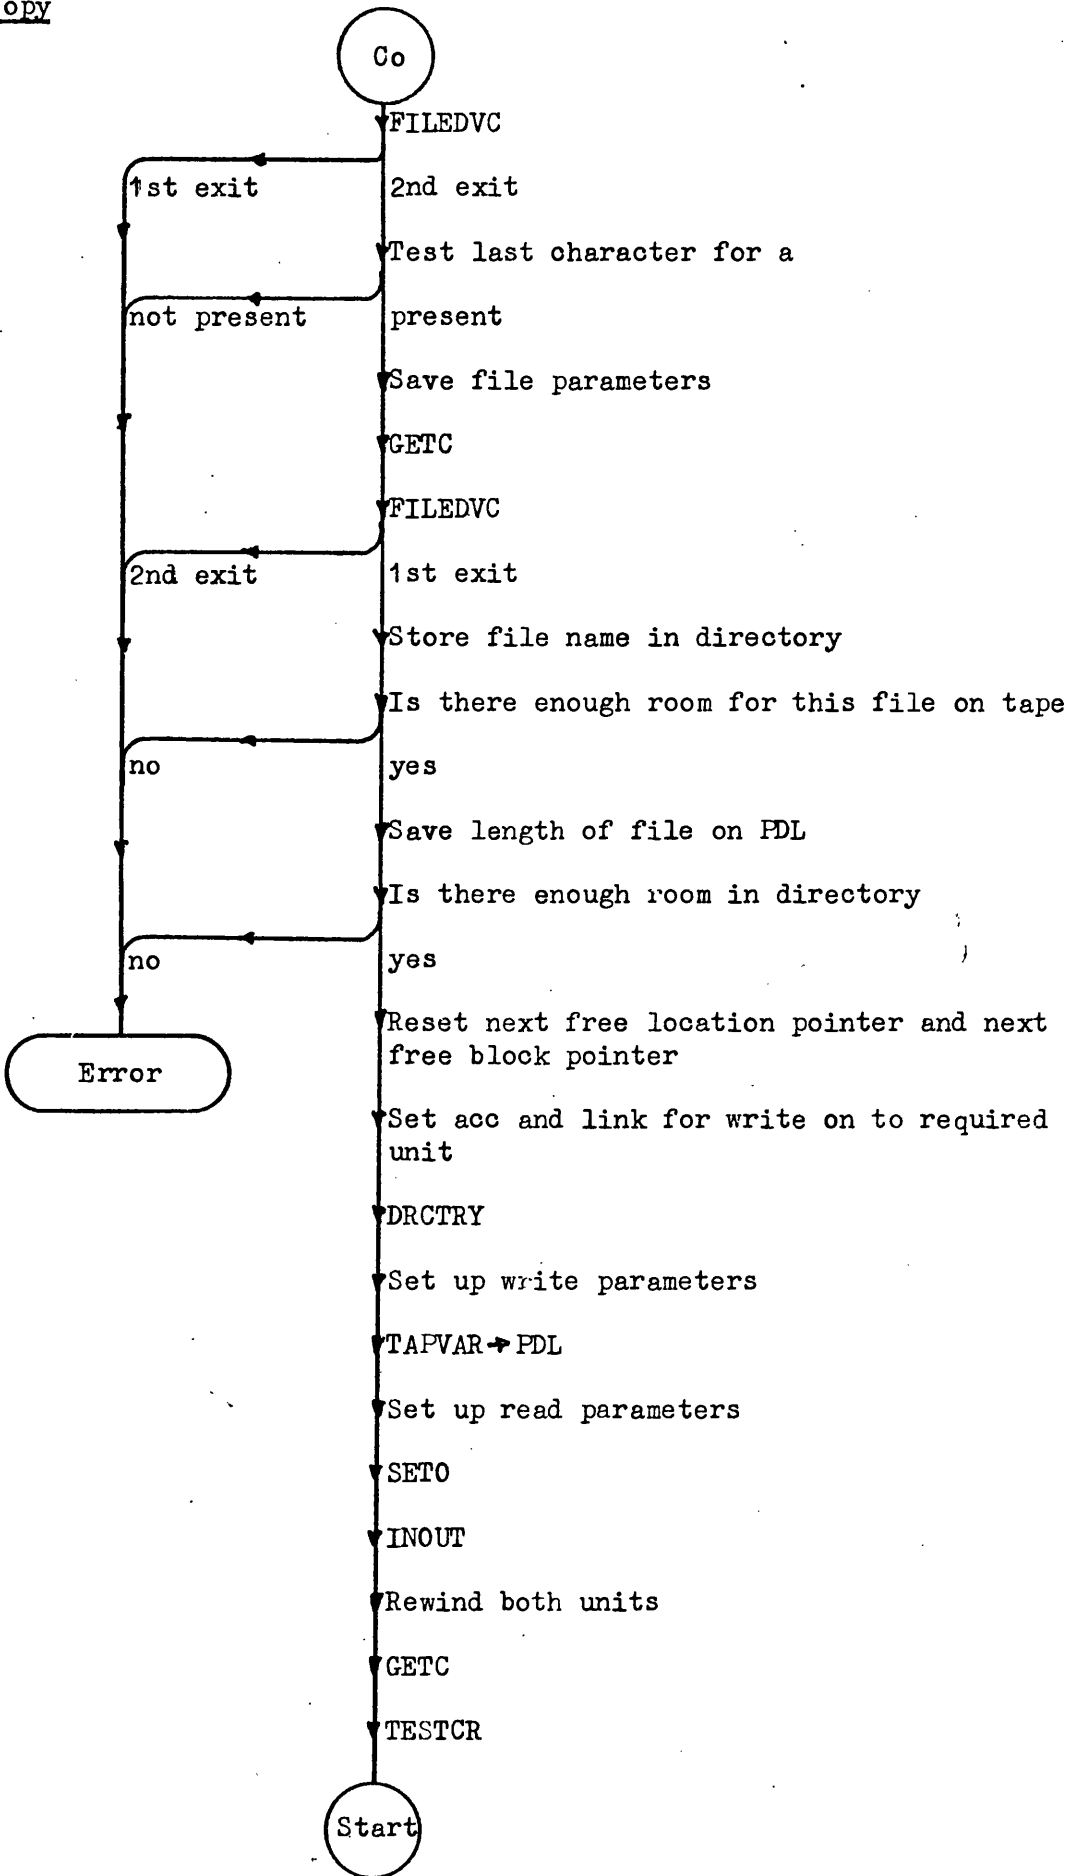 opy
Co
FILEDVC
1st exit
2nd exit
Test last character for a
not present
present
Save file parameters
GETC
FILEDVC
2nd exit
1st exit
Store file name in directory
Is there enough room for this file on tape
no
yes
Save length of file on PDL
Is there enough room in directory
no
yes
Reset next free location pointer and next
free block pointer
Error
Set acc and link for write on to required
unit
DRCTRY
Set up write parameters
TAPVAR → PDL
Set up read parameters
SETO
INOUT
Rewind both units
GETC
TESTCR
Start